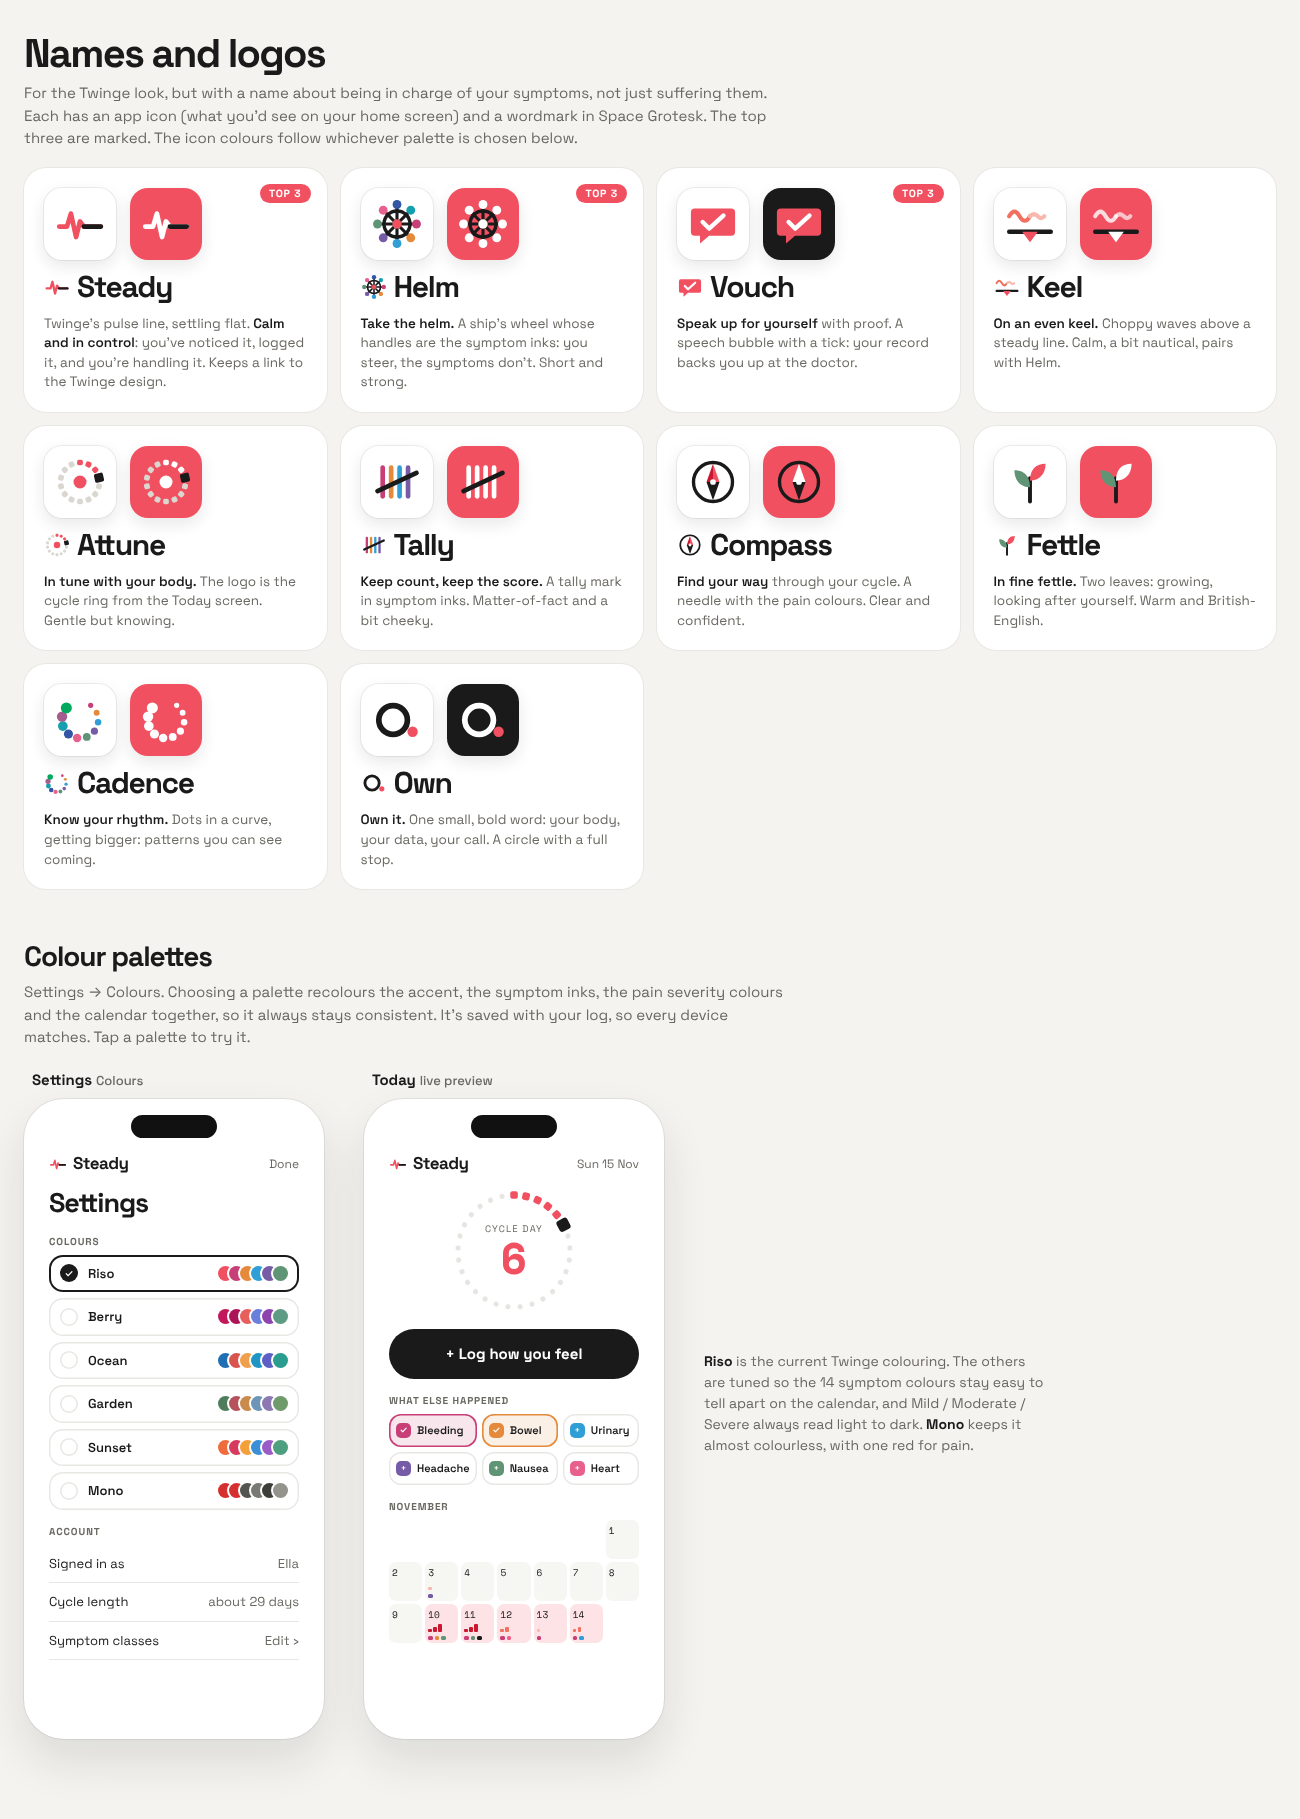 Names and logos
For the Twinge look, but with a name about being in charge of your symptoms, not just suffering them.
Each has an app icon (what you'd see on your home screen) and a wordmark in Space Grotesk. The top
three are marked. The icon colours follow whichever palette is chosen below.
TOP 3
Steady
Twinge's pulse line, settling flat. Calm
and in control: you've noticed it, logged
it, and you're handling it. Keeps a link to
the Twinge design.
TOP 3
Helm
Take the helm. A ship's wheel whose
handles are the symptom inks: you
steer, the symptoms don't. Short and
strong.
TOP 3
Vouch
Speak up for yourself with proof. A
speech bubble with a tick: your record
backs you up at the doctor.
Keel
On an even keel. Choppy waves above a
steady line. Calm, a bit nautical, pairs
with Helm.
Attune
In tune with your body. The logo is the
cycle ring from the Today screen.
Gentle but knowing.
Tally
Keep count, keep the score. A tally mark
in symptom inks. Matter-of-fact and a
bit cheeky.
Compass
Find your way through your cycle. A
needle with the pain colours. Clear and
confident.
Fettle
In fine fettle. Two leaves: growing,
looking after yourself. Warm and British-
English.
Cadence
Know your rhythm. Dots in a curve,
getting bigger: patterns you can see
coming.
Own
Own it. One small, bold word: your body,
your data, your call. A circle with a full
stop.
Colour palettes
Settings → Colours. Choosing a palette recolours the accent, the symptom inks, the pain severity colours
and the calendar together, so it always stays consistent. It's saved with your log, so every device
matches. Tap a palette to try it.
Settings Colours
Steady Done
Settings
COLOURS
Riso
Berry
Ocean
Garden
Sunset
Mono
ACCOUNT
Signed in as Ella
Cycle length about 29 days
Symptom classes Edit ›
Today live preview
Steady Sun 15 Nov
CYCLE DAY
6
+ Log how you feel
WHAT ELSE HAPPENED
Bleeding Bowel + Urinary
+ Headache + Nausea + Heart
NOVEMBER
1
2 3 4 5 6 7 8
9 10 11 12 13 14
Riso is the current Twinge colouring. The others
are tuned so the 14 symptom colours stay easy to
tell apart on the calendar, and Mild / Moderate /
Severe always read light to dark. Mono keeps it
almost colourless, with one red for pain.